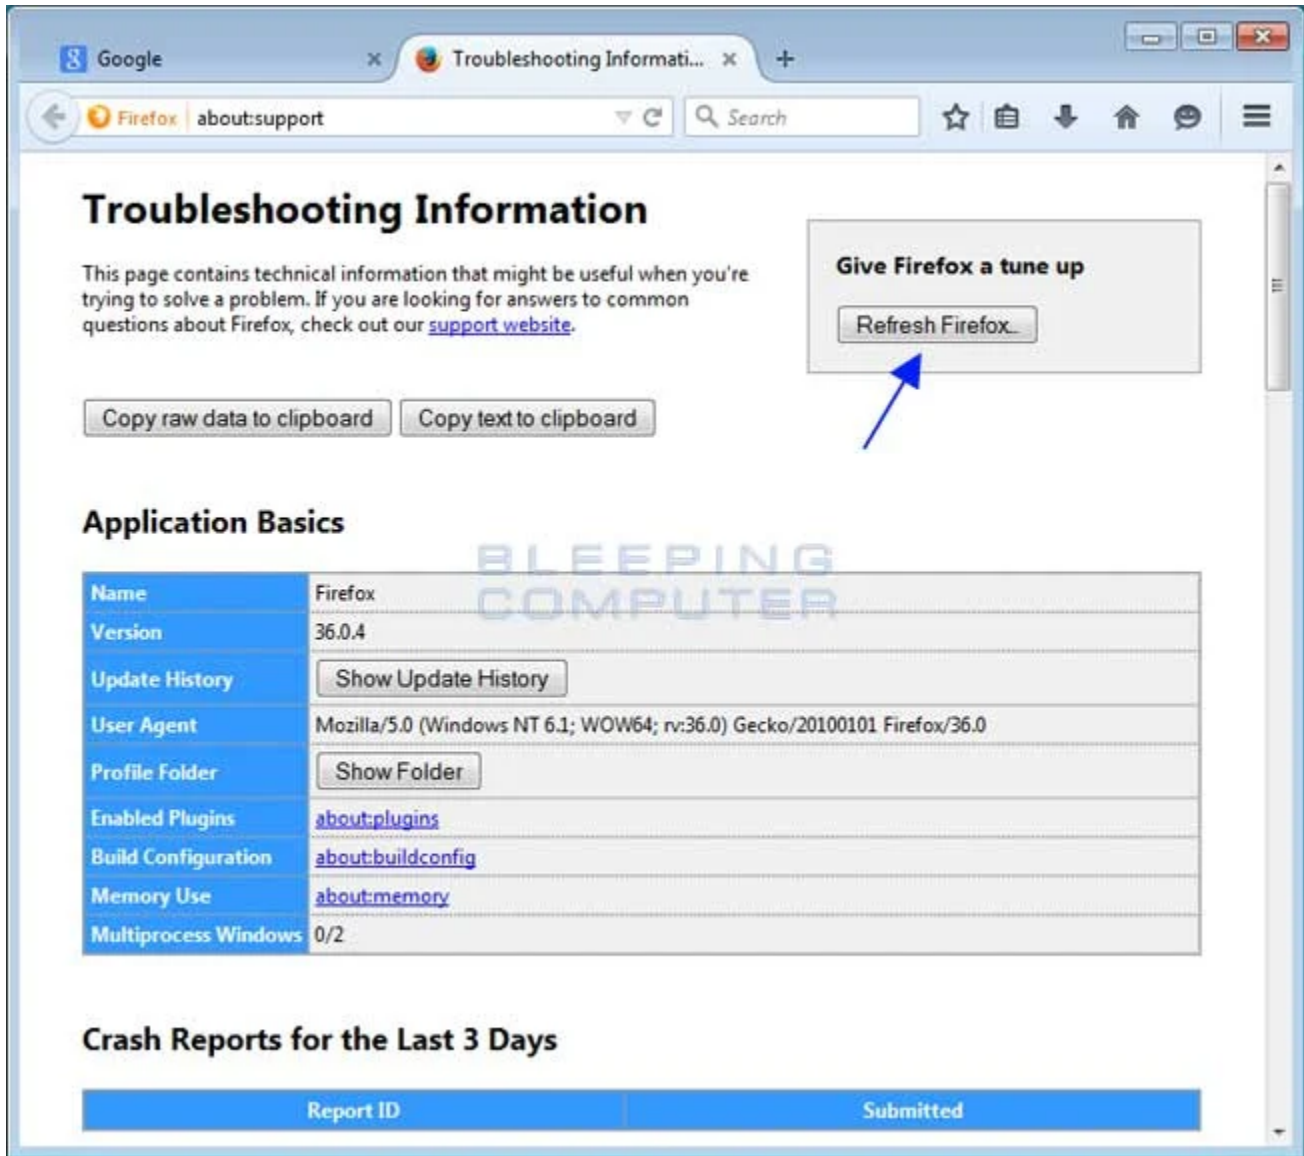 Google
Troubleshooting Informati...
Firefox about:support Search
Troubleshooting Information
This page contains technical information that might be useful when you're
trying to solve a problem. If you are looking for answers to common
questions about Firefox, check out our support website.
Give Firefox a tune up
Refresh Firefox...
Copy raw data to clipboard Copy text to clipboard
Application Basics
BLEEPING
COMPUTER
Name Firefox
Version 36.0.4
Update History Show Update History
User Agent Mozilla/5.0 (Windows NT 6.1; WOW64; rv:36.0) Gecko/20100101 Firefox/36.0
Profile Folder Show Folder
Enabled Plugins about:plugins
Build Configuration about:buildconfig
Memory Use about:memory
Multiprocess Windows 0/2
Crash Reports for the Last 3 Days
Report ID Submitted